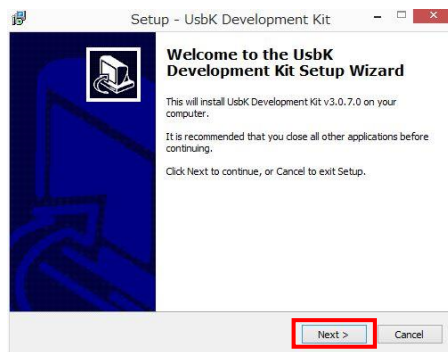 Setup - UsbK Development Kit
Welcome to the UsbK
Development Kit Setup Wizard
This will install UsbK Development Kit v3.0.7.0 on your
computer.
It is recommended that you close all other applications before
continuing.
Click Next to continue, or Cancel to exit Setup.
Next >
Cancel